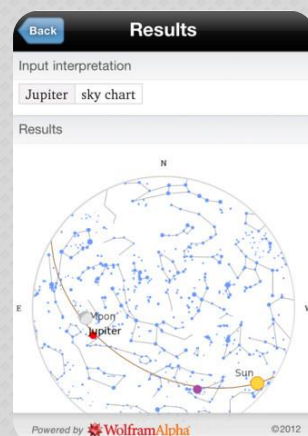 Back
Results
Input interpretation
Jupiter sky chart
Results
N
E
Moon
Jupiter
Sun
Powered by WolframAlpha ©2012